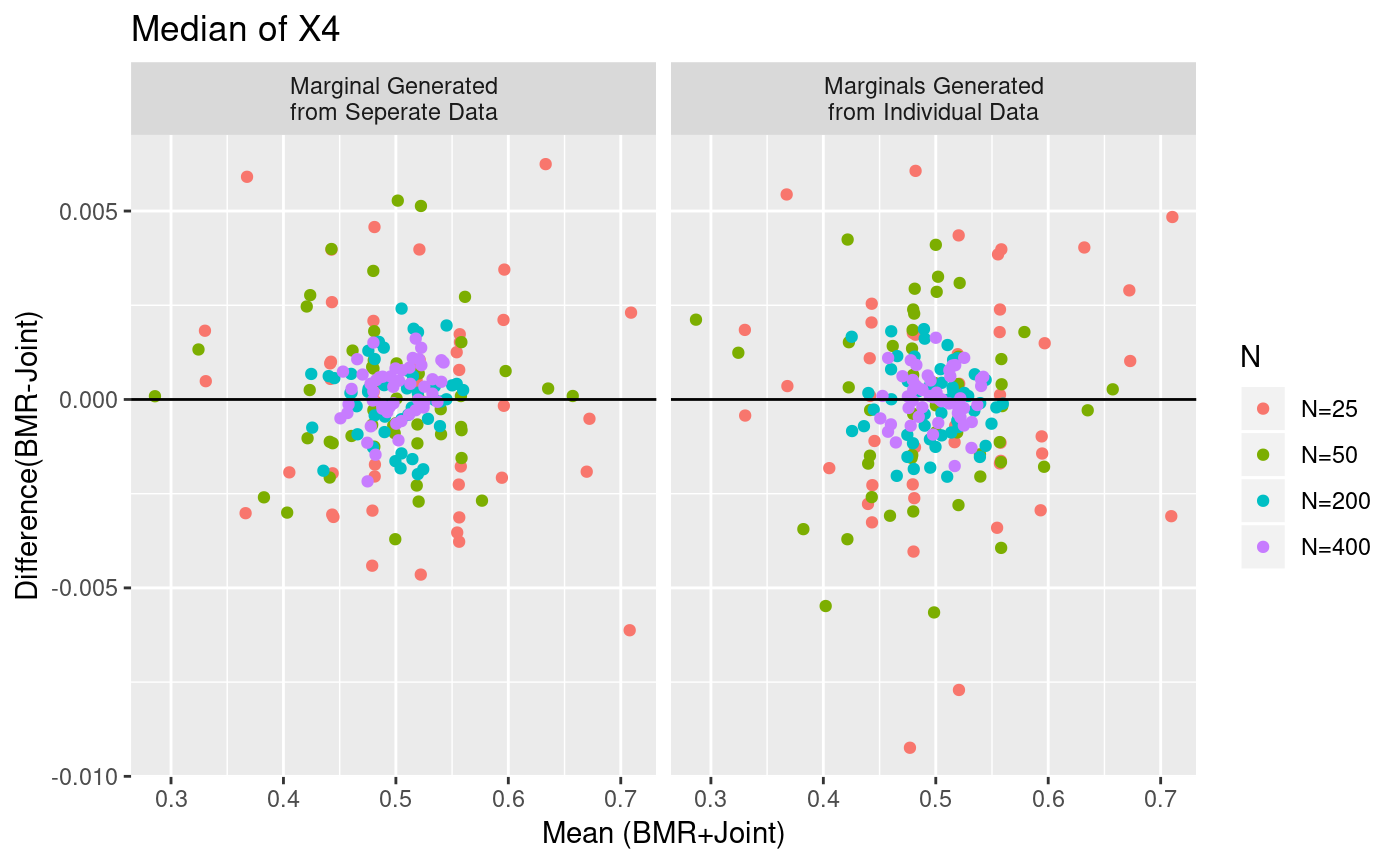 Median of X4
Marginal Generated
from Seperate Data
Marginals Generated
from Individual Data
0.005
0.000
-0.005
-0.010
Difference(BMR-Joint)
0.3 0.4 0.5 0.6 0.7
0.3 0.4 0.5 0.6 0.7
Mean (BMR+Joint)
N
N=25
N=50
N=200
N=400